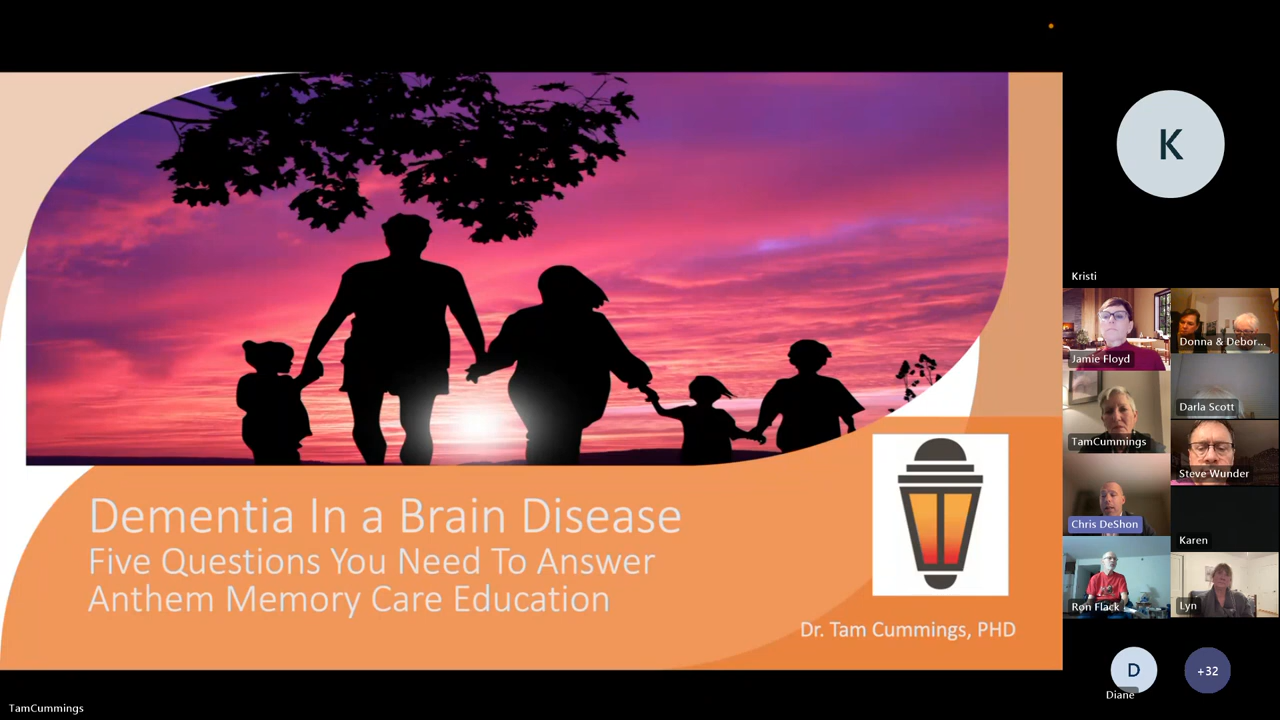 Dementia In a Brain Disease
Five Questions You Need To Answer
Anthem Memory Care Education
Dr. Tam Cummings, PHD
TamCummings
K
Kristi
Jamie Floyd
Donna & Debor...
TamCummings
Darla Scott
Steve Wunder
Chris DeShon
Karen
Ron Flack
Lyn
D
Diane
+32